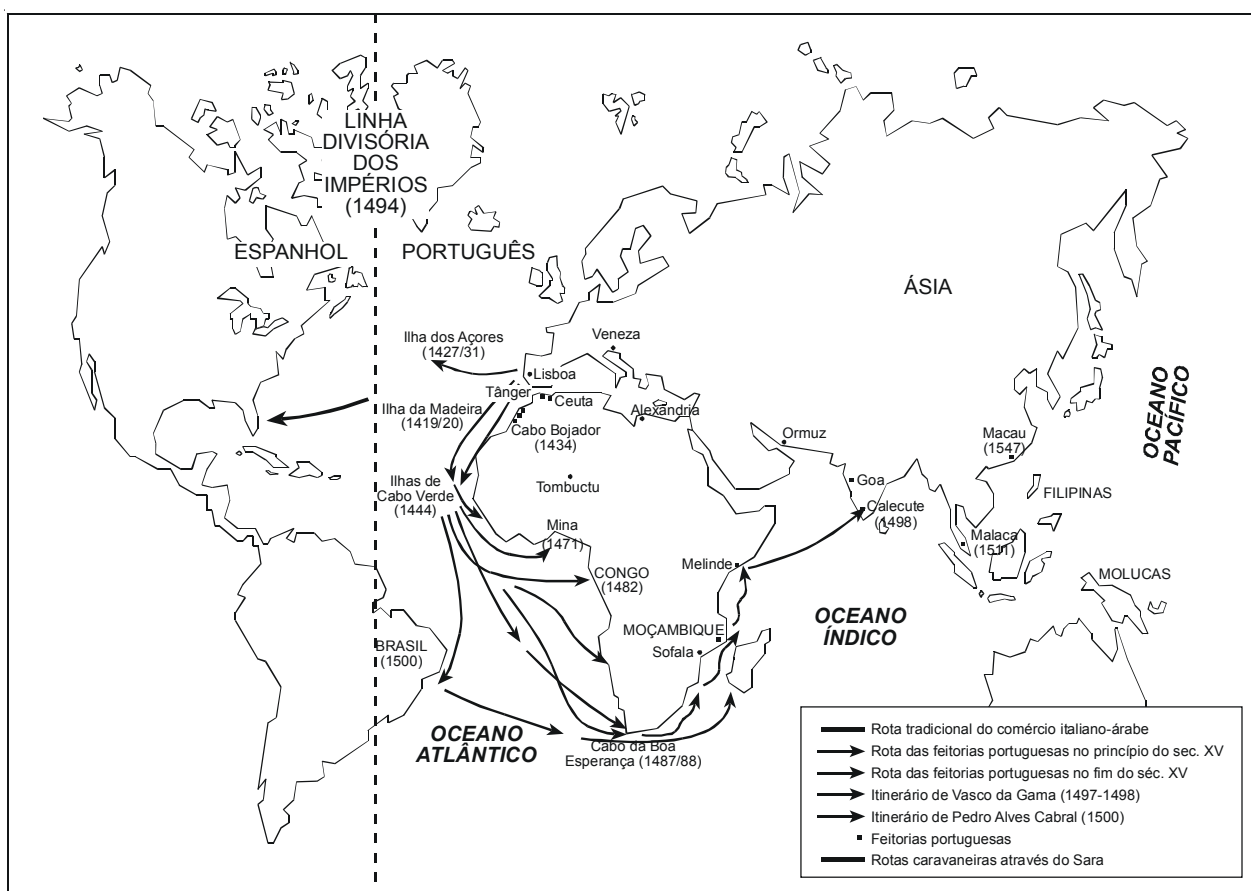 LINHA
DIVISÓRIA
DOS
IMPÉRIOS
(1494)
ESPANHOL
PORTUGUÊS
ÁSIA
Ilha dos Açores
(1427/31)
Veneza
Lisboa
Tânger
Ceuta
Ilha da Madeira
(1419/20)
Alexandria
Cabo Bojador
(1434)
Ormuz
Macau
(1547)
OCEANO
PACÍFICO
Tombuctu
Goa
Ilhas de
Cabo Verde
(1444)
FILIPINAS
Calecute
(1498)
Mina
(1471)
Malaca
(1511)
Melinde
CONGO
(1482)
MOLUCAS
OCEANO
ÍNDICO
MOÇAMBIQUE
Sofala
BRASIL
(1500)
OCEANO
ATLÂNTICO
Cabo da Boa
Esperança (1487/88)
Rota tradicional do comércio italiano-árabe
Rota das feitorias portuguesas no princípio do sec. XV
Rota das feitorias portuguesas no fim do séc. XV
Itinerário de Vasco da Gama (1497-1498)
Itinerário de Pedro Alves Cabral (1500)
Feitorias portuguesas
Rotas caravaneiras através do Sara